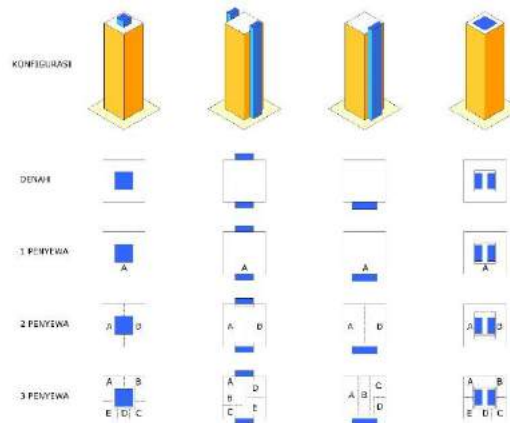 KONFIGURASI
DENAH
1 PENYEWA A A A A
2 PENYEWA A B A B A B A B
3 PENYEWA
A B A D A B C A B
B
E D C C E D E D C